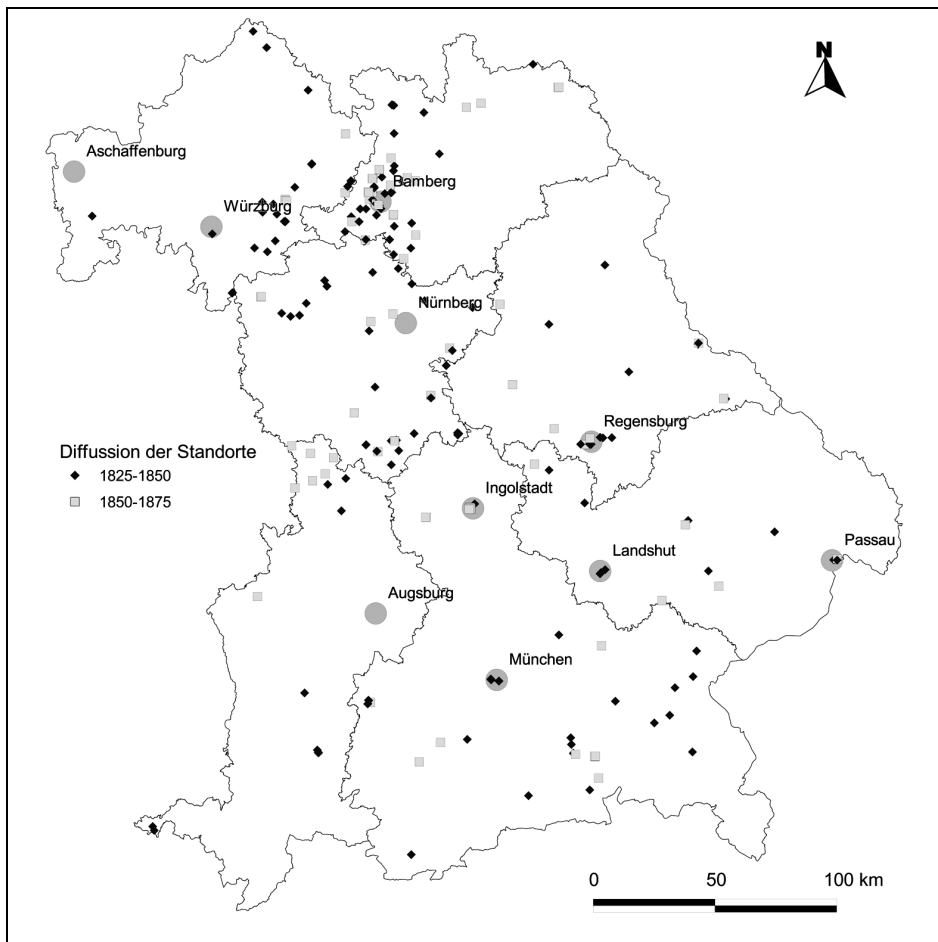 N
Aschaffenburg
Bamberg
Würzburg
Nürnberg
Regensburg
Diffussion der Standorte
1825-1850
1850-1875
Ingolstadt
Passau
Landshut
Augsburg
München
0 50 100 km